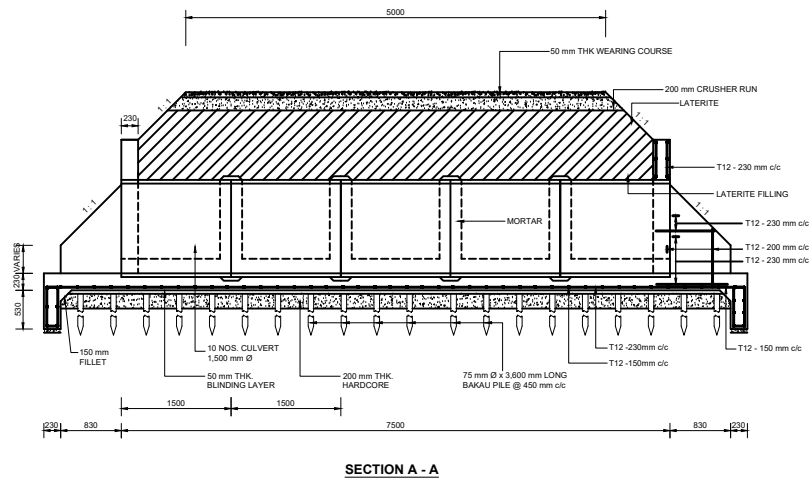 5000
50 mm THK WEARING COURSE
1:1
200 mm CRUSHER RUN
LATERITE
1:1
230
T12 - 230 mm c/c
LATERITE FILLING
1:1
1:1
MORTAR
T12 - 230 mm c/c
T12 - 200 mm c/c
T12 - 230 mm c/c
VARIES
230
530
150 mm
FILLET
10 NOS. CULVERT
1,500 mm Ø
50 mm THK.
BLINDING LAYER
200 mm THK.
HARDCORE
75 mm Ø x 3,600 mm LONG
BAKAU PILE @ 450 mm c/c
T12 -230mm c/c
T12 -150mm c/c
T12 - 150 mm c/c
1500
1500
230
830
7500
830
230
SECTION A - A